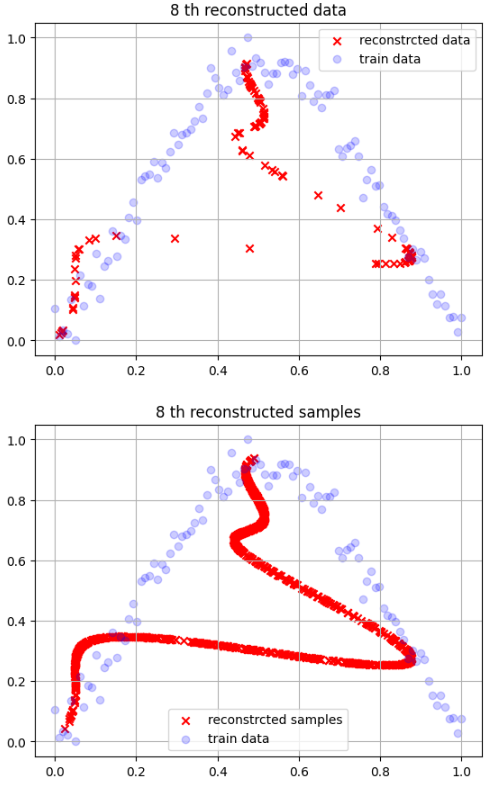 8 th reconstructed data
1.0
0.8
0.6
0.4
0.2
0.0
reconstrcted data
train data
0.0 0.2 0.4 0.6 0.8 1.0
8 th reconstructed samples
1.0
0.8
0.6
0.4
0.2
0.0
reconstrcted samples
train data
0.0 0.2 0.4 0.6 0.8 1.0